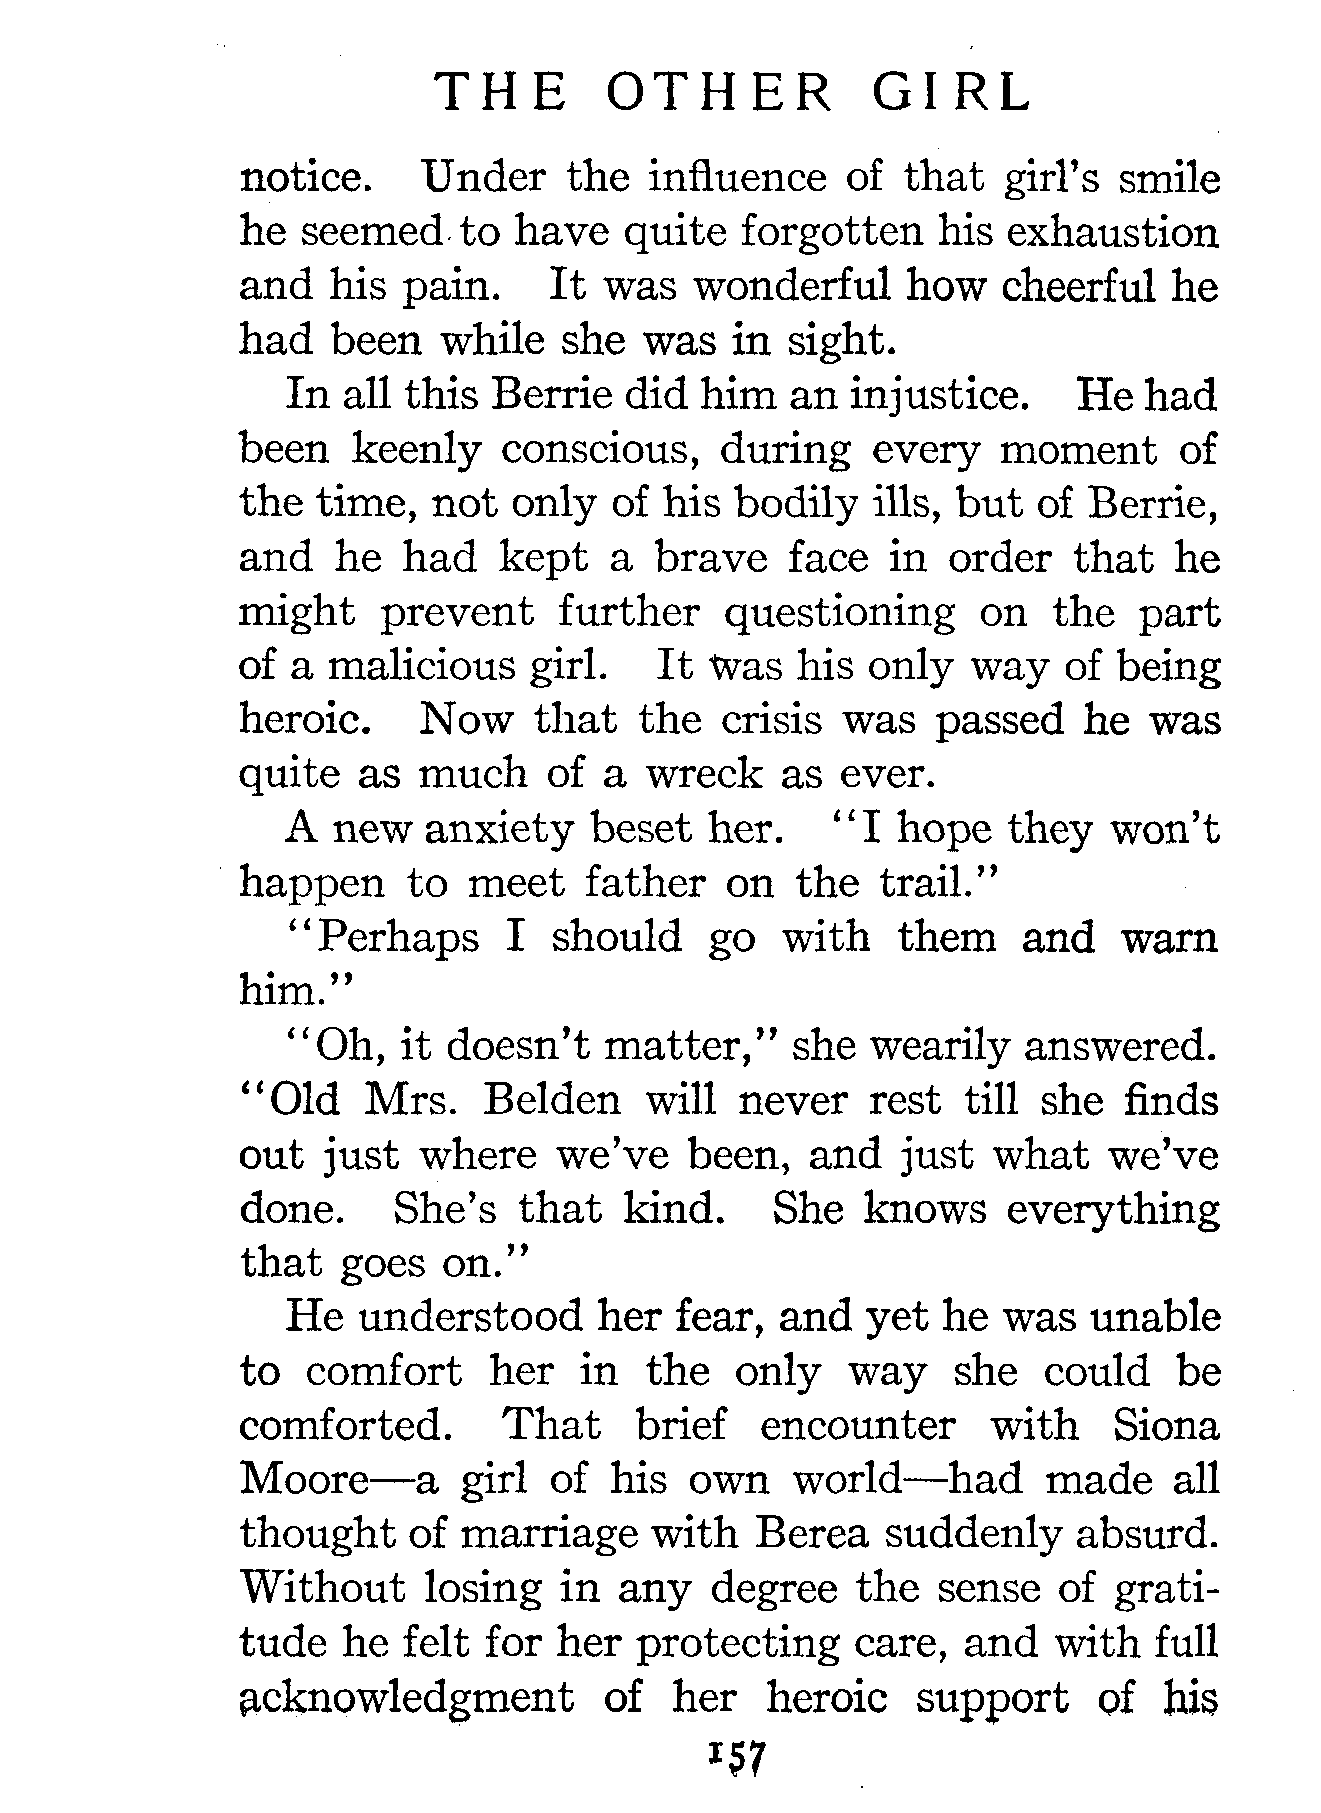 THE OTHER GIRL
notice. Under the influence of that girl's smile
he seemed to have quite forgotten his exhaustion
and his pain. It was wonderful how cheerful he
had been while she was in sight.
In all this Berrie did him an injustice. He had
been keenly conscious, during every moment of
the time, not only of his bodily ills, but of Berrie,
and he had kept a brave face in order that he
might prevent further questioning on the part
of a malicious girl. It was his only way of being
heroic. Now that the crisis was passed he was
quite as much of a wreck as ever.
A new anxiety beset her. "I hope they won't
happen to meet father on the trail."
"Perhaps I should go with them and warn
him."
"Oh, it doesn't matter," she wearily answered.
"Old Mrs. Belden will never rest till she finds
out just where we've been, and just what we've
done. She's that kind. She knows everything
that goes on."
He understood her fear, and yet he was unable
to comfort her in the only way she could be
comforted. That brief encounter with Siona
Moore—a girl of his own world—had made all
thought of marriage with Berea suddenly absurd.
Without losing in any degree the sense of grati-
tude he felt for her protecting care, and with full
acknowledgment of her heroic support of his
157